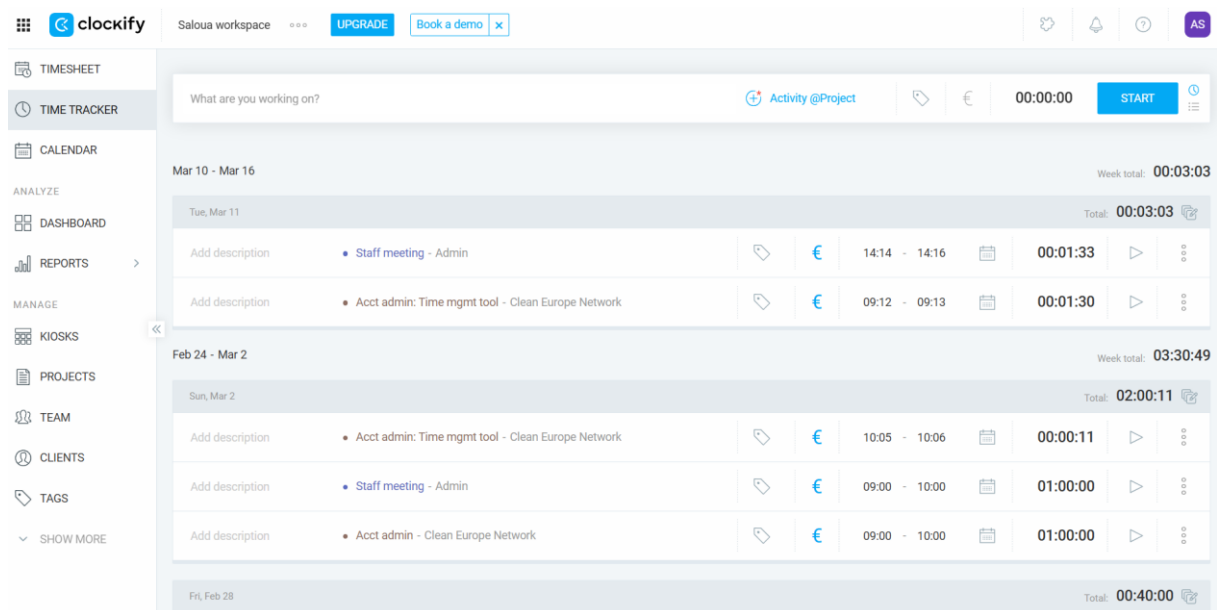 clockify Saloua workspace UPGRADE Book a demo × AS
TIMESHEET
TIME TRACKER
CALENDAR
ANALYZE
DASHBOARD
REPORTS
MANAGE
KIOSKS
PROJECTS
TEAM
CLIENTS
TAGS
SHOW MORE
What are you working on? Activity @Project € 00:00:00 START
Mar 10 - Mar 16 Week total: 00:03:03
Tue, Mar 11 Total: 00:03:03
Add description • Staff meeting - Admin € 14:14 - 14:16 00:01:33
Add description • Acct admin: Time mgmt tool - Clean Europe Network € 09:12 - 09:13 00:01:30
Feb 24 - Mar 2 Week total: 03:30:49
Sun, Mar 2 Total: 02:00:11
Add description • Acct admin: Time mgmt tool - Clean Europe Network € 10:05 - 10:06 00:00:11
Add description • Staff meeting - Admin € 09:00 - 10:00 01:00:00
Add description • Acct admin - Clean Europe Network € 09:00 - 10:00 01:00:00
Fri, Feb 28 Total: 00:40:00